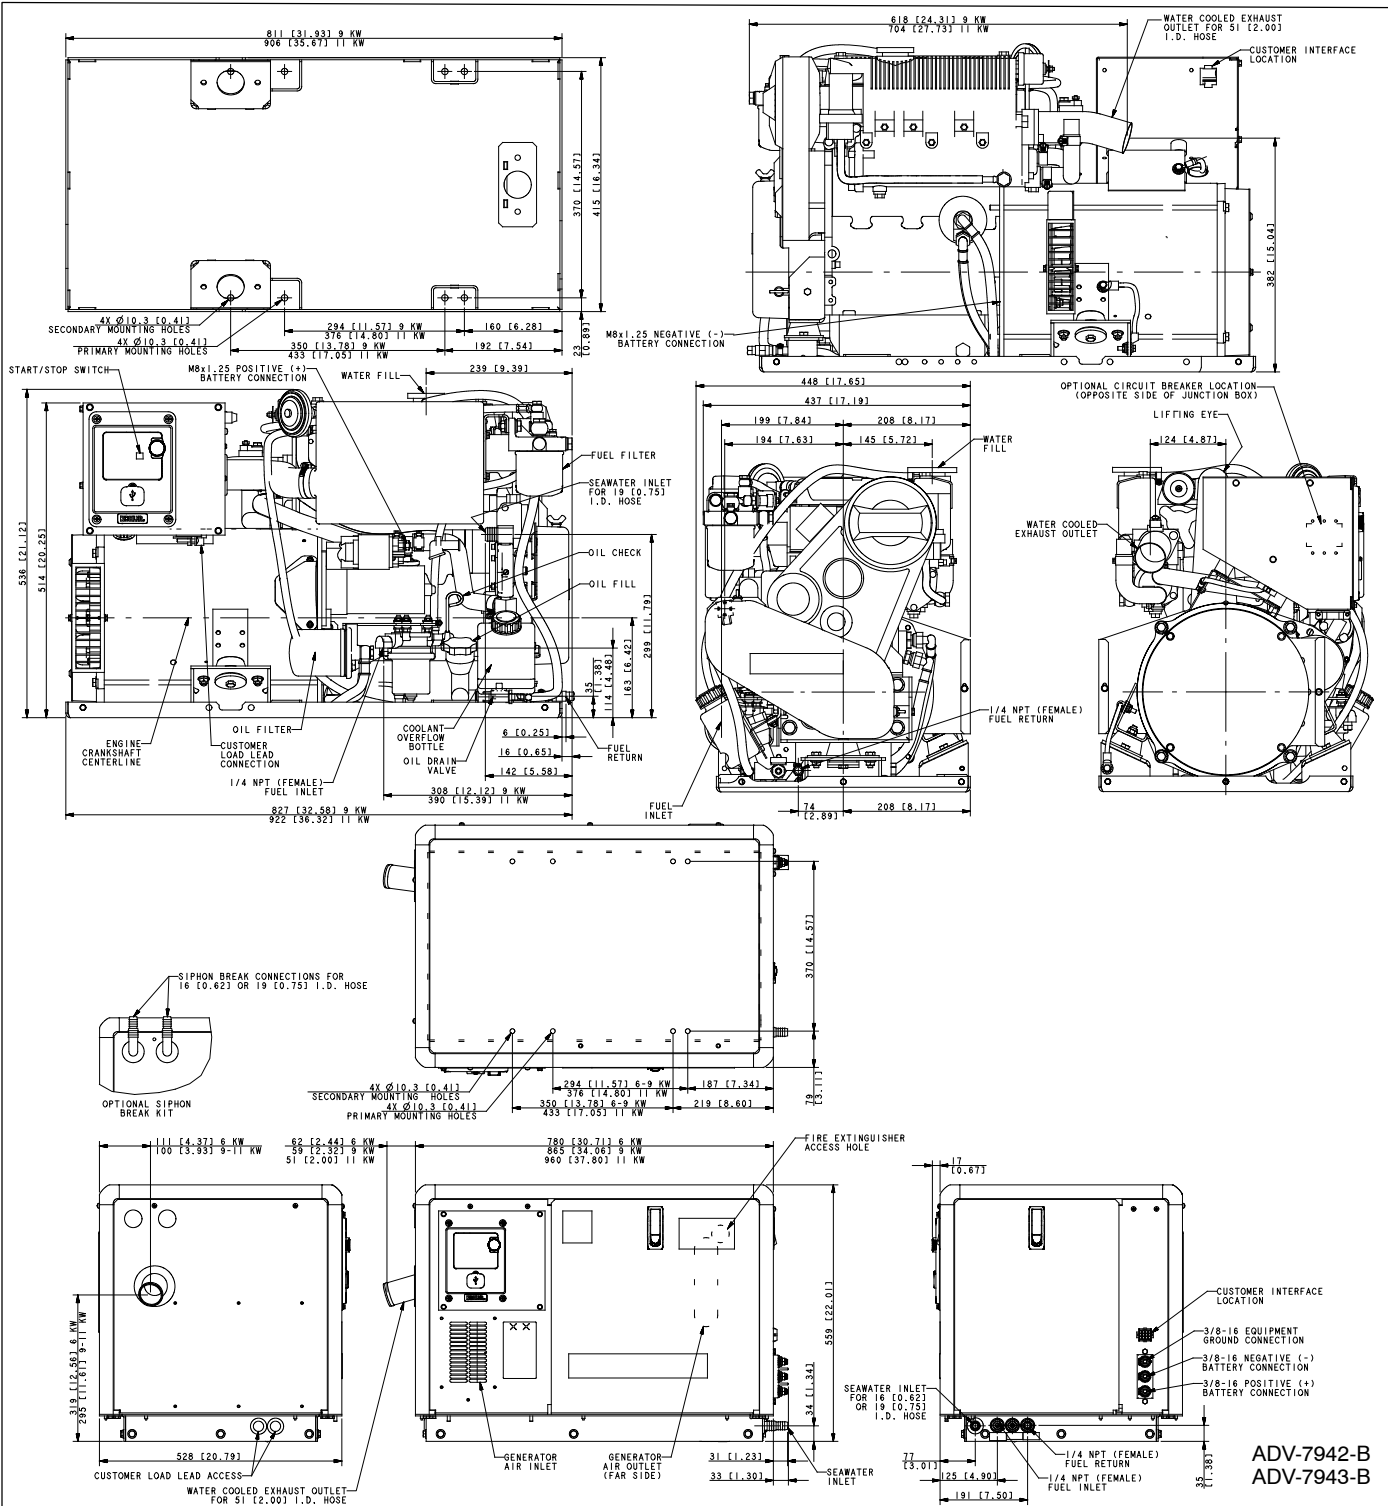 811 [31.93] 9 KW
906 [35.67] 11 KW
370 [14.57]
415 [16.34]
4X Ø10.3 [0.41]
SECONDARY MOUNTING HOLES
4X Ø10.3 [0.41]
PRIMARY MOUNTING HOLES
294 [11.57] 9 KW
376 [14.80] 11 KW
160 [6.28]
350 [13.78] 9 KW
433 [17.05] 11 KW
192 [7.54]
23
[0.89]
618 [24.31] 9 KW
704 [27.73] 11 KW
WATER COOLED EXHAUST
OUTLET FOR 51 [2.00]
I.D. HOSE
CUSTOMER INTERFACE
LOCATION
382 [15.04]
M8x1.25 NEGATIVE (-)
BATTERY CONNECTION
START/STOP SWITCH
M8x1.25 POSITIVE (+)
BATTERY CONNECTION
WATER FILL
239 [9.39]
536 [21.12]
514 [20.25]
FUEL FILTER
SEAWATER INLET
FOR 19 [0.75]
I.D. HOSE
OIL CHECK
OIL FILL
35
[1.38]
114 [4.48]
163 [6.42]
299 [11.79]
ENGINE
CRANKSHAFT
CENTERLINE
OIL FILTER
CUSTOMER
LOAD LEAD
CONNECTION
1/4 NPT (FEMALE)
FUEL INLET
COOLANT
OVERFLOW
BOTTLE
OIL DRAIN
VALVE
6 [0.25]
16 [0.65]
FUEL
RETURN
142 [5.58]
308 [12.12] 9 KW
390 [15.39] 11 KW
827 [32.58] 9 KW
922 [36.32] 11 KW
448 [17.65]
437 [17.19]
199 [7.84]
208 [8.17]
194 [7.63]
145 [5.72]
WATER
FILL
1/4 NPT (FEMALE)
FUEL RETURN
FUEL
INLET
74
[2.89]
208 [8.17]
OPTIONAL CIRCUIT BREAKER LOCATION
(OPPOSITE SIDE OF JUNCTION BOX)
LIFTING EYE
124 [4.87]
WATER COOLED
EXHAUST OUTLET
370 [14.57]
4X Ø10.3 [0.41]
SECONDARY MOUNTING HOLES
4X Ø10.3 [0.41]
PRIMARY MOUNTING HOLES
294 [11.57] 6-9 KW
376 [14.80] 11 KW
187 [7.34]
350 [13.78] 6-9 KW
433 [17.05] 11 KW
219 [8.60]
79
[3.11]
SIPHON BREAK CONNECTIONS FOR
16 [0.62] OR 19 [0.75] I.D. HOSE
OPTIONAL SIPHON
BREAK KIT
111 [4.37] 6 KW
100 [3.93] 9-11 KW
319 [12.56] 6 KW
295 [11.61] 9-11 KW
528 [20.79]
CUSTOMER LOAD LEAD ACCESS
WATER COOLED EXHAUST OUTLET
FOR 51 [2.00] I.D. HOSE
62 [2.44] 6 KW
59 [2.32] 9 KW
51 [2.00] 11 KW
780 [30.71] 6 KW
865 [34.06] 9 KW
960 [37.80] 11 KW
FIRE EXTINGUISHER
ACCESS HOLE
559 [22.01]
34 [1.34]
GENERATOR
AIR INLET
GENERATOR
AIR OUTLET
(FAR SIDE)
31 [1.23]
33 [1.30]
SEAWATER
INLET
17
[0.67]
CUSTOMER INTERFACE
LOCATION
3/8-16 EQUIPMENT
GROUND CONNECTION
3/8-16 NEGATIVE (-)
BATTERY CONNECTION
3/8-16 POSITIVE (+)
BATTERY CONNECTION
SEAWATER INLET
FOR 16 [0.62]
OR 19 [0.75]
I.D. HOSE
77
[3.01]
125 [4.90]
191 [7.50]
1/4 NPT (FEMALE)
FUEL RETURN
1/4 NPT (FEMALE)
FUEL INLET
35
[1.38]
ADV-7942-B
ADV-7943-B